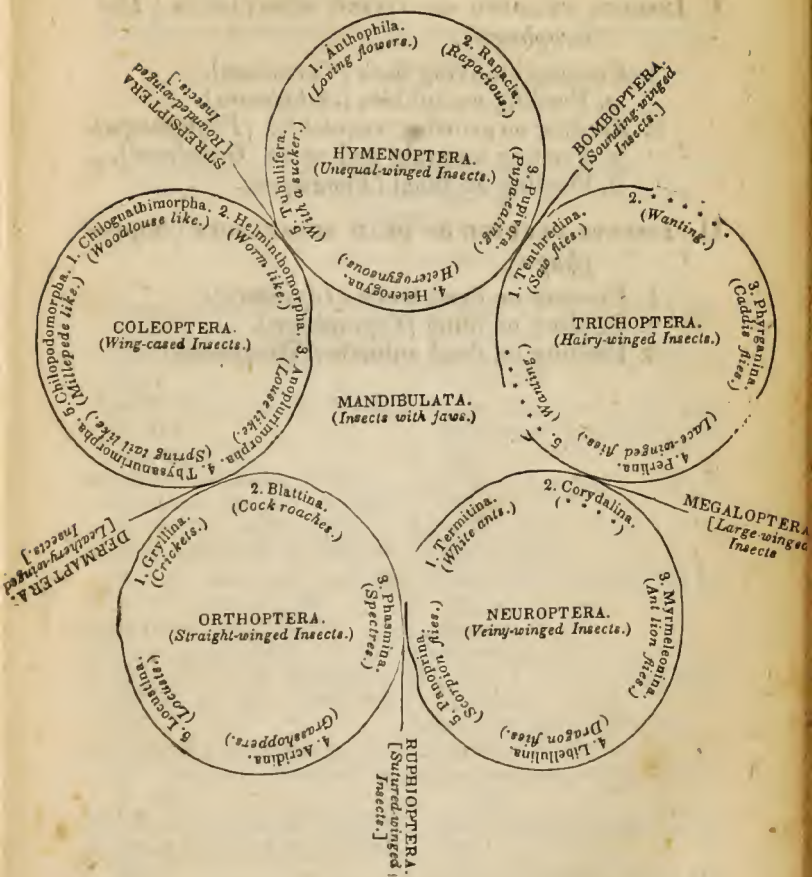 1. Anthophila.
(Loving flowers.)
2. Rapacia.
(Rapacious.)
3. Pupivora.
(Pupa-eating.)
4. Heterogyna.
(Heterogynous.)
5. Tubulifera.
(With a sucker.)
HYMENOPTERA.
(Unequal-winged Insects.)
STREPSIPTERA
[Rounded-winged
Insects.]
BOMBOPTERA.
[Sounding-winged
Insects.]
1. Chiloguathimorpha.
(Woodlouse like.)
2. Helminthomorpha.
(Worm like.)
3. Anoplurimorpha.
(Louse like.)
4. Thysanurimorpha.
(Spring tail like.)
5. Chilopodomorpha.
(Millepede like.)
COLEOPTERA.
(Wing-cased Insects.)
1. Tenthredina.
(Saw flies.)
2. . . . . .
(Wanting.)
3. Phyrganina.
(Caddis flies.)
4. Perlina.
(Lace-winged flies.)
5. . . . . .
(Wanting.)
TRICHOPTERA.
(Hairy-winged Insects.)
MANDIBULATA.
(Insects with jaws.)
DERMAPTERA.
[Leathery-winged
Insects.]
MEGALOPTERA
[Large-winged
Insects
1. Gryllina.
(Crickets.)
2. Blattina.
(Cock roaches.)
3. Phasmina.
(Spectres.)
4. Acridina.
(Grasshoppers.)
5. Locustina.
(Locusts.)
ORTHOPTERA.
(Straight-winged Insects.)
1. Termitina.
(White ants.)
2. Corydalina.
(. . . .)
3. Myrmeleonina.
(Ant lion flies.)
4. Libellulina.
(Dragon flies.)
5. Panoprina.
(Scorpion flies.)
NEUROPTERA.
(Veiny-winged Insects.)
RUPHIOPTERA.
[Sutured-winged
Insects.]